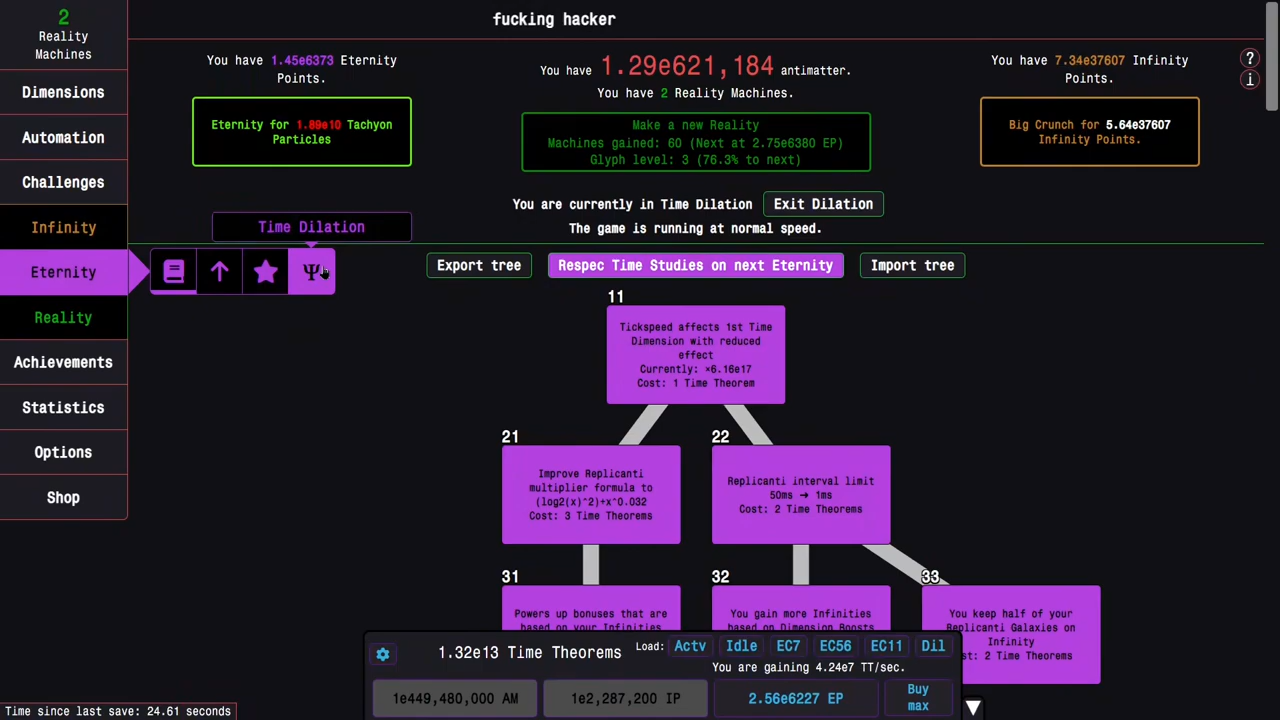 2
Reality
Machines
Dimensions
Automation
Challenges
Infinity
Eternity
Reality
Achievements
Statistics
Options
Shop
fucking hacker
You have 1.45e6373 Eternity
Points.
Eternity for 1.89e10 Tachyon
Particles
You have 1.29e621,184 antimatter.
You have 2 Reality Machines.
Make a new Reality
Machines gained: 60 (Next at 2.75e6380 EP)
Glyph level: 3 (76.3% to next)
You have 7.34e37607 Infinity
Points.
Big Crunch for 5.64e37607
Infinity Points.
?
i
You are currently in Time Dilation
Exit Dilation
The game is running at normal speed.
Time Dilation
Ψ
Export tree
Respec Time Studies on next Eternity
Import tree
11
Tickspeed affects 1st Time
Dimension with reduced
effect
Currently: ×6.16e17
Cost: 1 Time Theorem
21
Improve Replicanti
multiplier formula to
(log2(x)^2)+x^0.032
Cost: 3 Time Theorems
22
Replicanti interval limit
50ms → 1ms
Cost: 2 Time Theorems
31
Powers up bonuses that are
based on your Infinities
32
You gain more Infinities
based on Dimension Boosts
33
You keep half of your
Replicanti Galaxies on
Infinity
st: 2 Time Theorems
1.32e13 Time Theorems
Load:
Actv
Idle
EC7
EC56
EC11
Dil
You are gaining 4.24e7 TT/sec.
1e449,480,000 AM
1e2,287,200 IP
2.56e6227 EP
Buy
max
Time since last save: 24.61 seconds